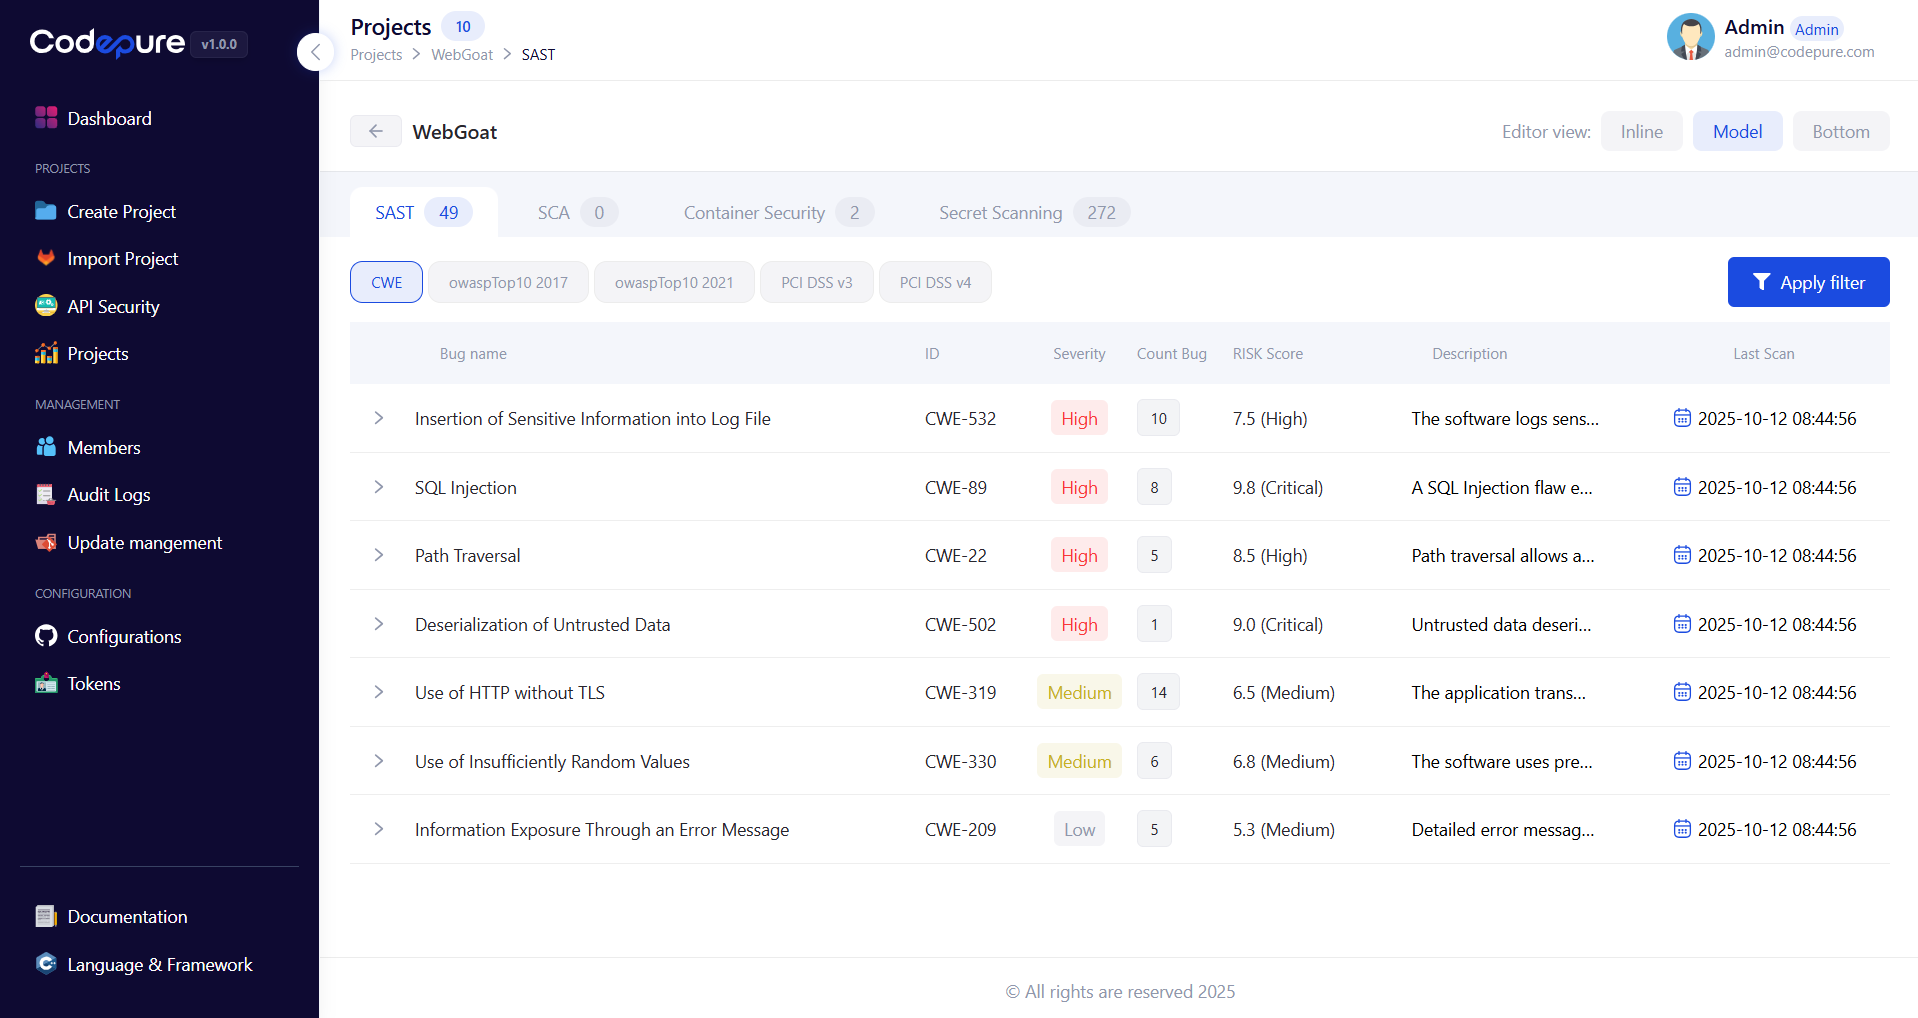 Codepure v1.0.0
Dashboard
PROJECTS
Create Project
Import Project
API Security
Projects
MANAGEMENT
Members
Audit Logs
Update mangement
CONFIGURATION
Configurations
Tokens
Documentation
Language & Framework
Projects 10
Projects > WebGoat > SAST
Admin Admin
admin@codepure.com
WebGoat
Editor view: Inline Model Bottom
SAST 49 SCA 0 Container Security 2 Secret Scanning 272
CWE owaspTop10 2017 owaspTop10 2021 PCI DSS v3 PCI DSS v4 Apply filter
Bug name ID Severity Count Bug RISK Score Description Last Scan
Insertion of Sensitive Information into Log File CWE-532 High 10 7.5 (High) The software logs sens... 2025-10-12 08:44:56
SQL Injection CWE-89 High 8 9.8 (Critical) A SQL Injection flaw e... 2025-10-12 08:44:56
Path Traversal CWE-22 High 5 8.5 (High) Path traversal allows a... 2025-10-12 08:44:56
Deserialization of Untrusted Data CWE-502 High 1 9.0 (Critical) Untrusted data deseri... 2025-10-12 08:44:56
Use of HTTP without TLS CWE-319 Medium 14 6.5 (Medium) The application trans... 2025-10-12 08:44:56
Use of Insufficiently Random Values CWE-330 Medium 6 6.8 (Medium) The software uses pre... 2025-10-12 08:44:56
Information Exposure Through an Error Message CWE-209 Low 5 5.3 (Medium) Detailed error messag... 2025-10-12 08:44:56
© All rights are reserved 2025